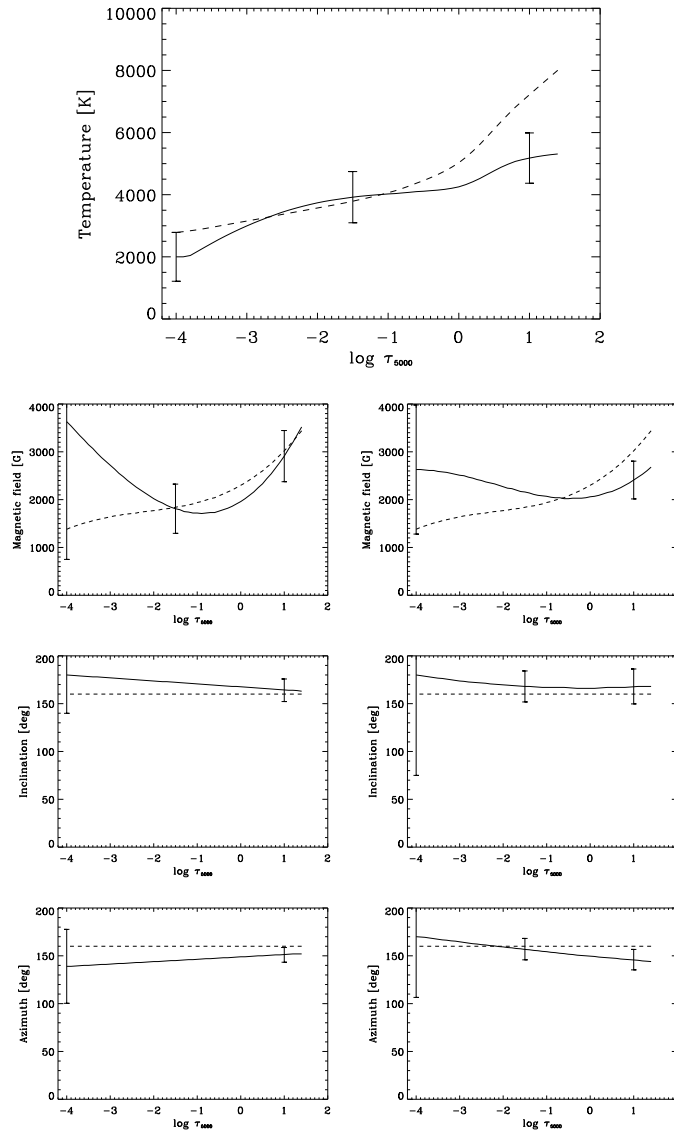 10000
8000
6000
4000
2000
0
Temperature [K]
−4 −3 −2 −1 0 1 2
log τ5000
4000
3000
2000
1000
0
Magnetic field [G]
−4 −3 −2 −1 0 1 2
log τ5000
4000
3000
2000
1000
0
Magnetic field [G]
−4 −3 −2 −1 0 1
log τ5000
200
150
100
50
0
Inclination [deg]
−4 −3 −2 −1 0 1 2
log τ5000
200
150
100
50
0
Inclination [deg]
−4 −3 −2 −1 0 1
log τ5000
200
150
100
50
0
Azimuth [deg]
−4 −3 −2 −1 0 1 2
log τ5000
200
150
100
50
0
Azimuth [deg]
−4 −3 −2 −1 0 1
log τ5000